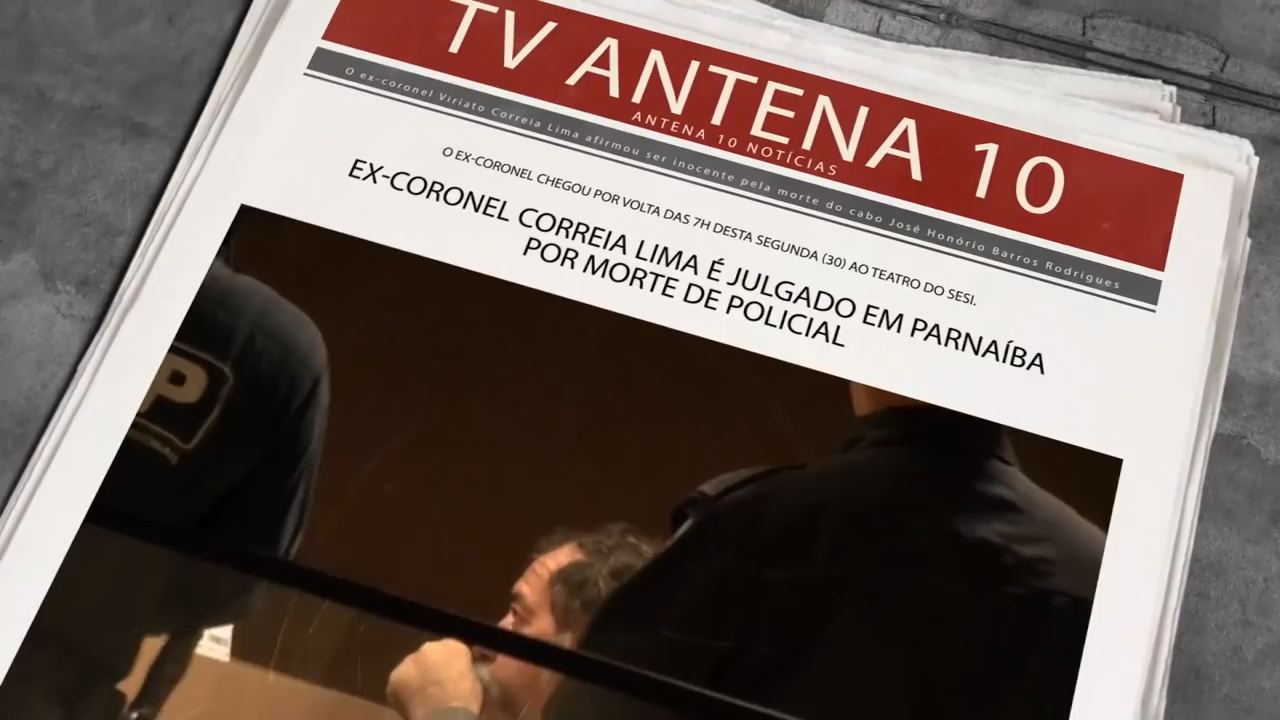 TV ANTENA 10
ANTENA 10 NOTÍCIAS
O ex-coronel Viriato Correia Lima afirmou ser inocente pela morte do cabo José Honório Barros Rodrigues
O EX-CORONEL CHEGOU POR VOLTA DAS 7H DESTA SEGUNDA (30) AO TEATRO DO SESI.
EX-CORONEL CORREIA LIMA É JULGADO EM PARNAÍBA
POR MORTE DE POLICIAL
P